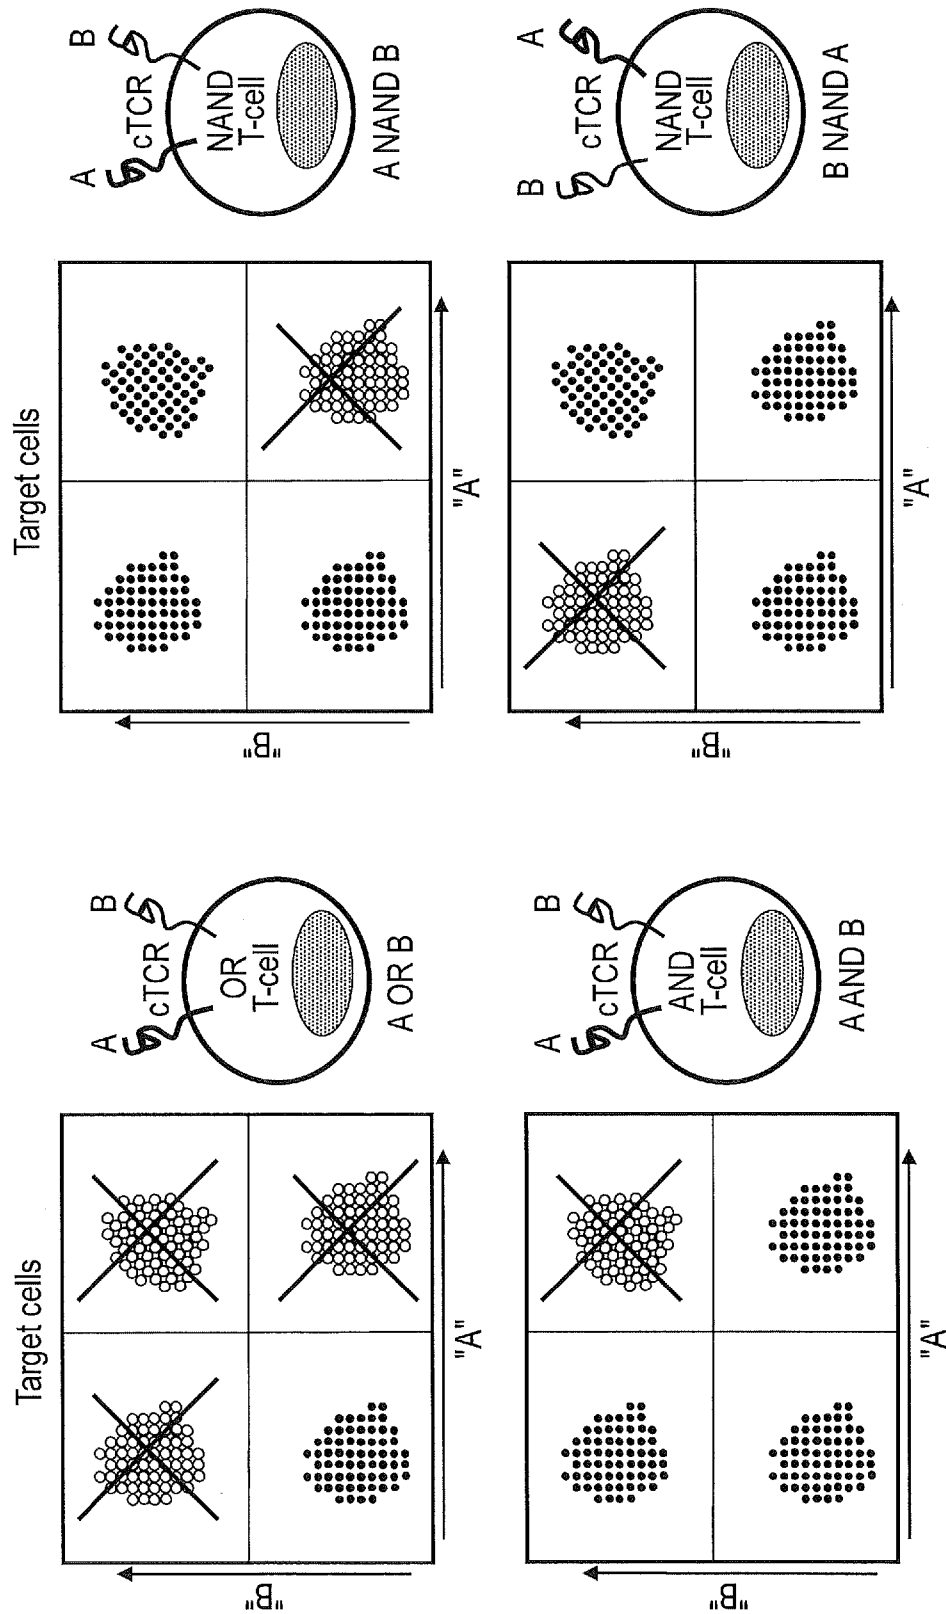 Target cells
"B"
"A"
A
B
cTCR
OR
T-cell
A OR B
Target cells
"B"
"A"
A
B
cTCR
NAND
T-cell
A NAND B
"B"
"A"
A
B
cTCR
AND
T-cell
A AND B
"B"
"A"
B
A
cTCR
NAND
T-cell
B NAND A